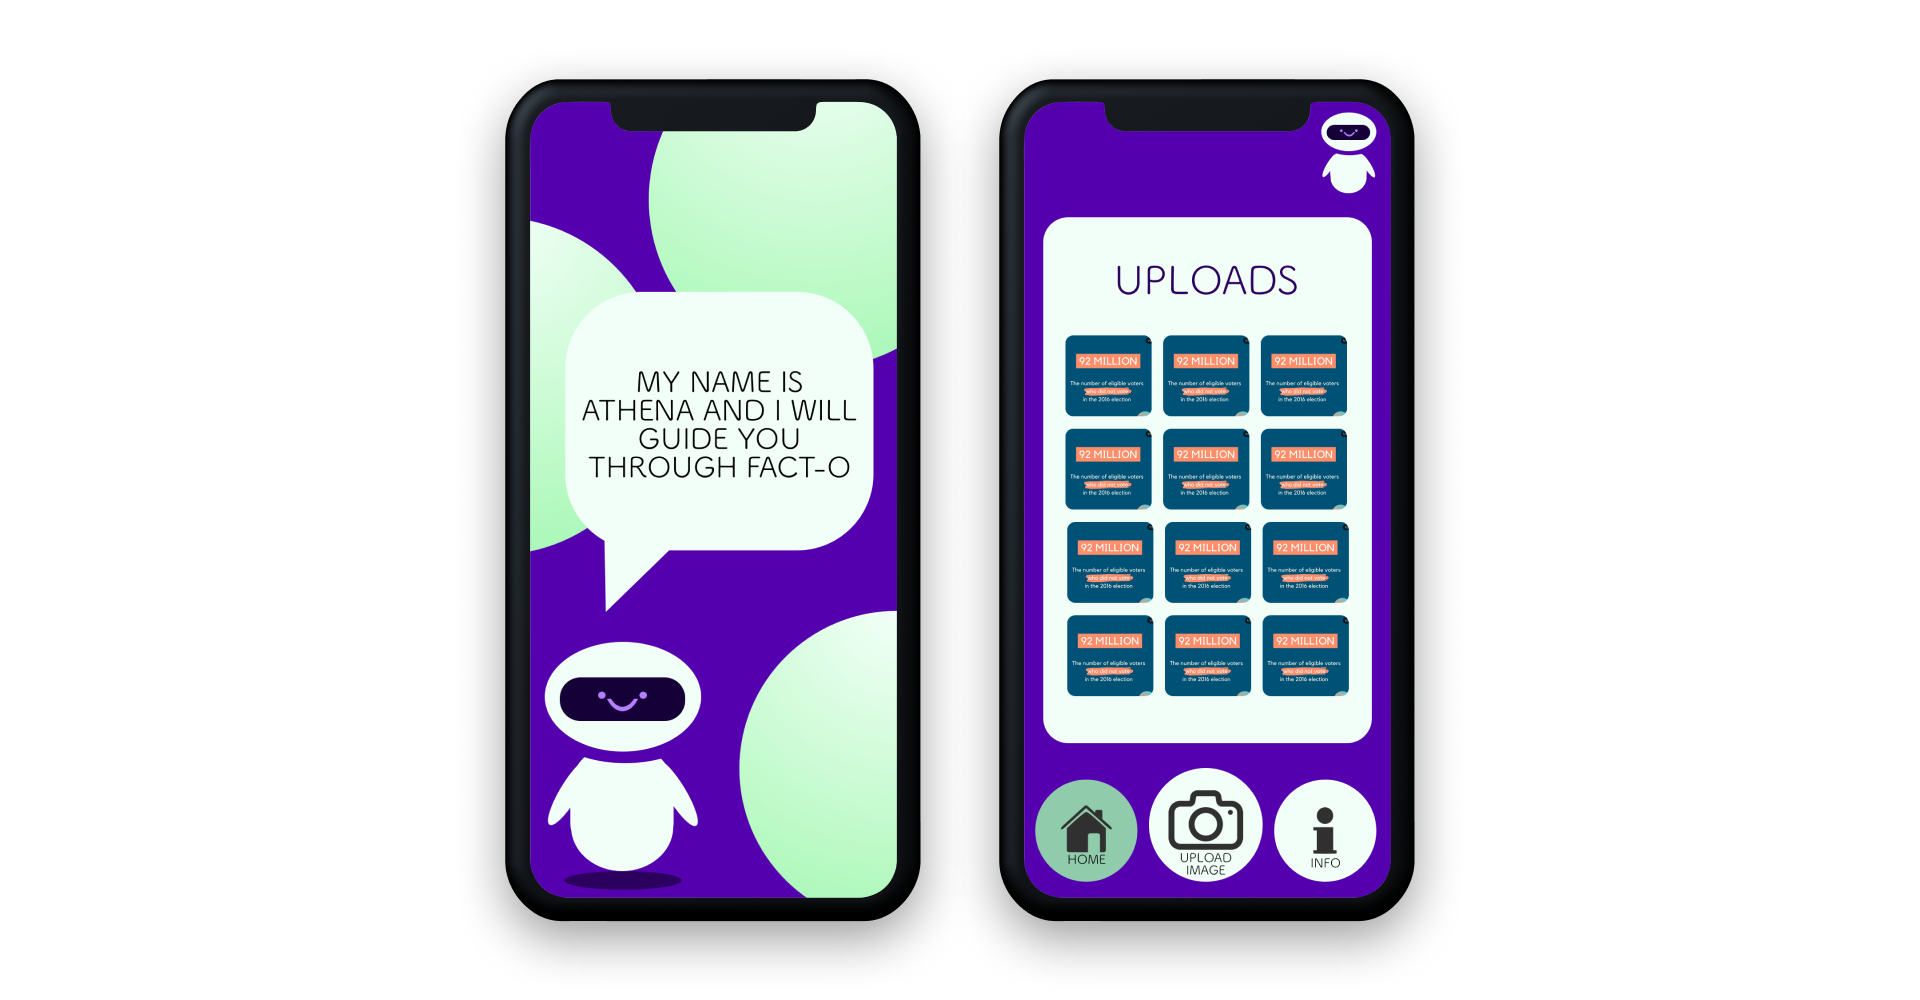 MY NAME IS
ATHENA AND I WILL
GUIDE YOU
THROUGH FACT-O
UPLOADS
92 MILLION
The number of eligible voters
who did not vote
in the 2016 election
92 MILLION
The number of eligible voters
who did not vote
in the 2016 election
92 MILLION
The number of eligible voters
who did not vote
in the 2016 election
92 MILLION
The number of eligible voters
who did not vote
in the 2016 election
92 MILLION
The number of eligible voters
who did not vote
in the 2016 election
92 MILLION
The number of eligible voters
who did not vote
in the 2016 election
92 MILLION
The number of eligible voters
who did not vote
in the 2016 election
92 MILLION
The number of eligible voters
who did not vote
in the 2016 election
92 MILLION
The number of eligible voters
who did not vote
in the 2016 election
92 MILLION
The number of eligible voters
who did not vote
in the 2016 election
92 MILLION
The number of eligible voters
who did not vote
in the 2016 election
92 MILLION
The number of eligible voters
who did not vote
in the 2016 election
HOME
UPLOAD
IMAGE
INFO